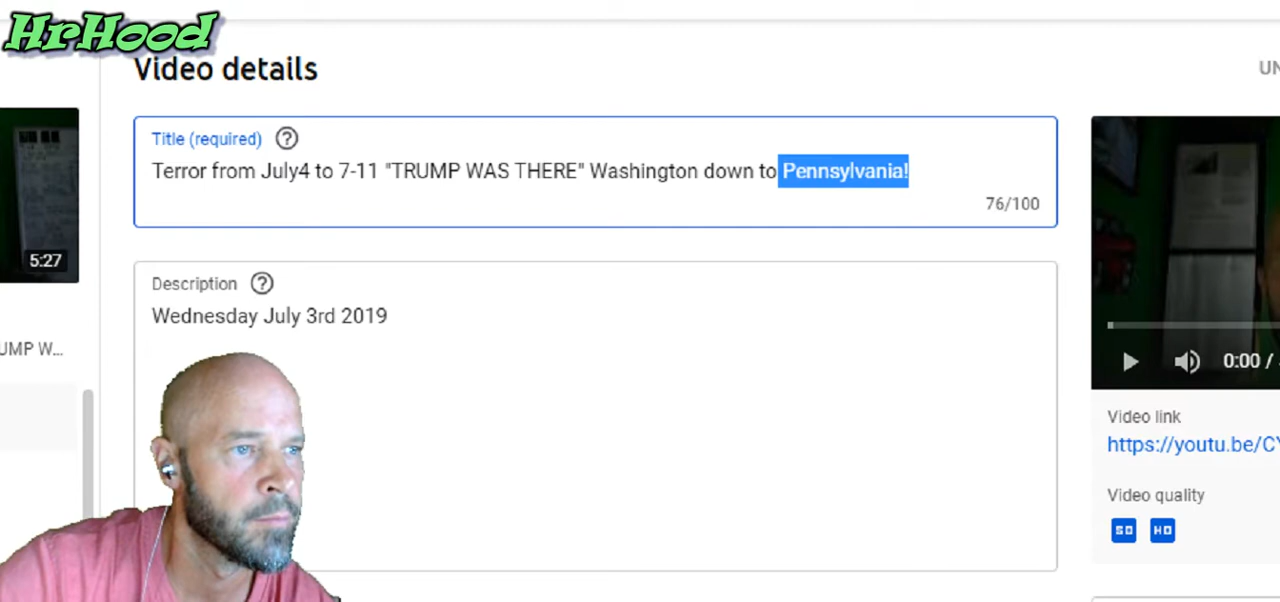 HrHood
Video details
UN
Title (required) ?
Terror from July4 to 7-11 "TRUMP WAS THERE" Washington down to Pennsylvania!
76/100
5:27
Description ?
Wednesday July 3rd 2019
UMP W...
0:00 /
Video link
https://youtu.be/CY
Video quality
SD HD